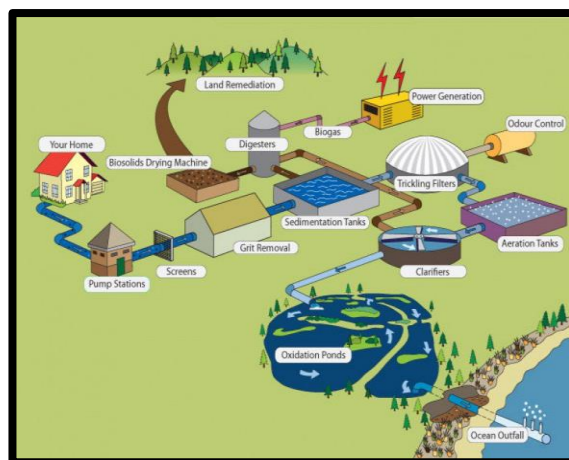 Land Remediation
Power Generation
Your Home
Digesters
Biogas
Odour Control
Biosolids Drying Machine
Trickling Filters
Sedimentation Tanks
Grit Removal
Aeration Tanks
Clarifiers
Screens
Pump Stations
Oxidation Ponds
Ocean Outfall